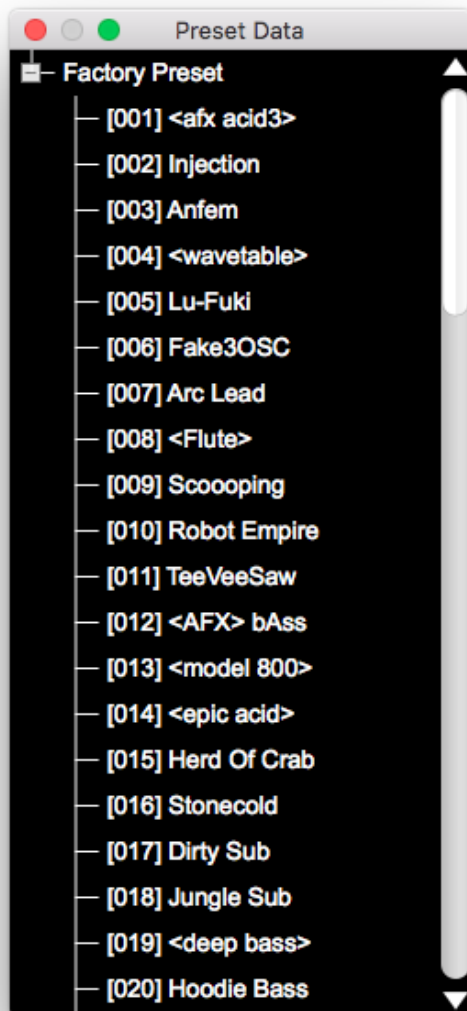 Preset Data
Factory Preset
[001] <afx acid3>
[002] Injection
[003] Anfem
[004] <wavetable>
[005] Lu-Fuki
[006] Fake3OSC
[007] Arc Lead
[008] <Flute>
[009] Scoooping
[010] Robot Empire
[011] TeeVeeSaw
[012] <AFX> bAss
[013] <model 800>
[014] <epic acid>
[015] Herd Of Crab
[016] Stonecold
[017] Dirty Sub
[018] Jungle Sub
[019] <deep bass>
[020] Hoodie Bass